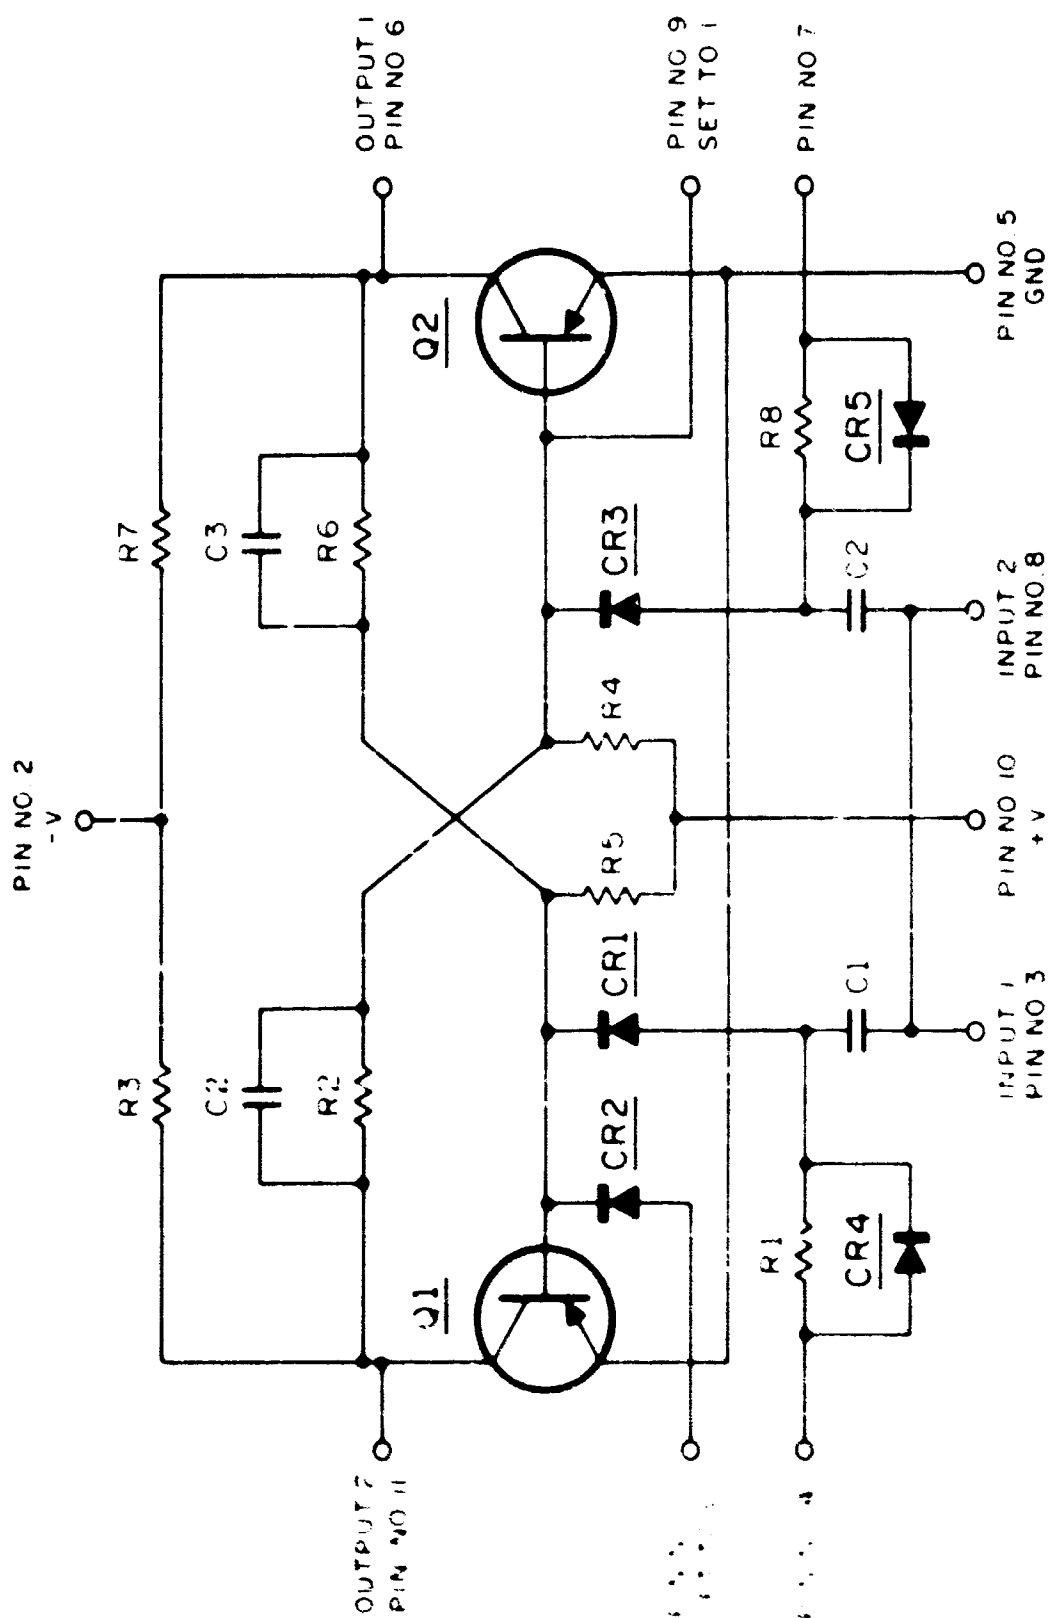 PIN NO. 2
-V
R3
R7
C2
C3
R2
R6
OUTPUT 1
PIN NO 6
PIN NO 11
Q1
Q2
CR2
CR1
R5
R4
CR3
PIN NO 9
SET TO 1
R1
CR4
C1
C2
R8
CR5
PIN NO 7
INPUT 1
PIN NO 3
PIN NO 10
+V
INPUT 2
PIN NO. 8
PIN NO. 5
GND